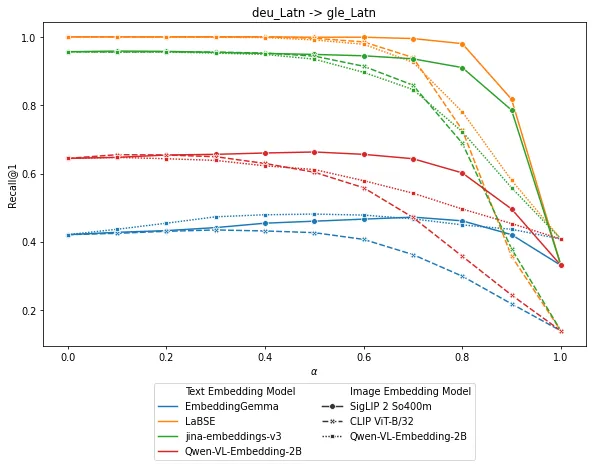 deu_Latn -> gle_Latn
Recall@1
1.0
0.8
0.6
0.4
0.2
0.0 0.2 0.4 0.6 0.8 1.0
α
Text Embedding Model
EmbeddingGemma
LaBSE
jina-embeddings-v3
Qwen-VL-Embedding-2B
Image Embedding Model
SigLIP 2 So400m
CLIP ViT-B/32
Qwen-VL-Embedding-2B